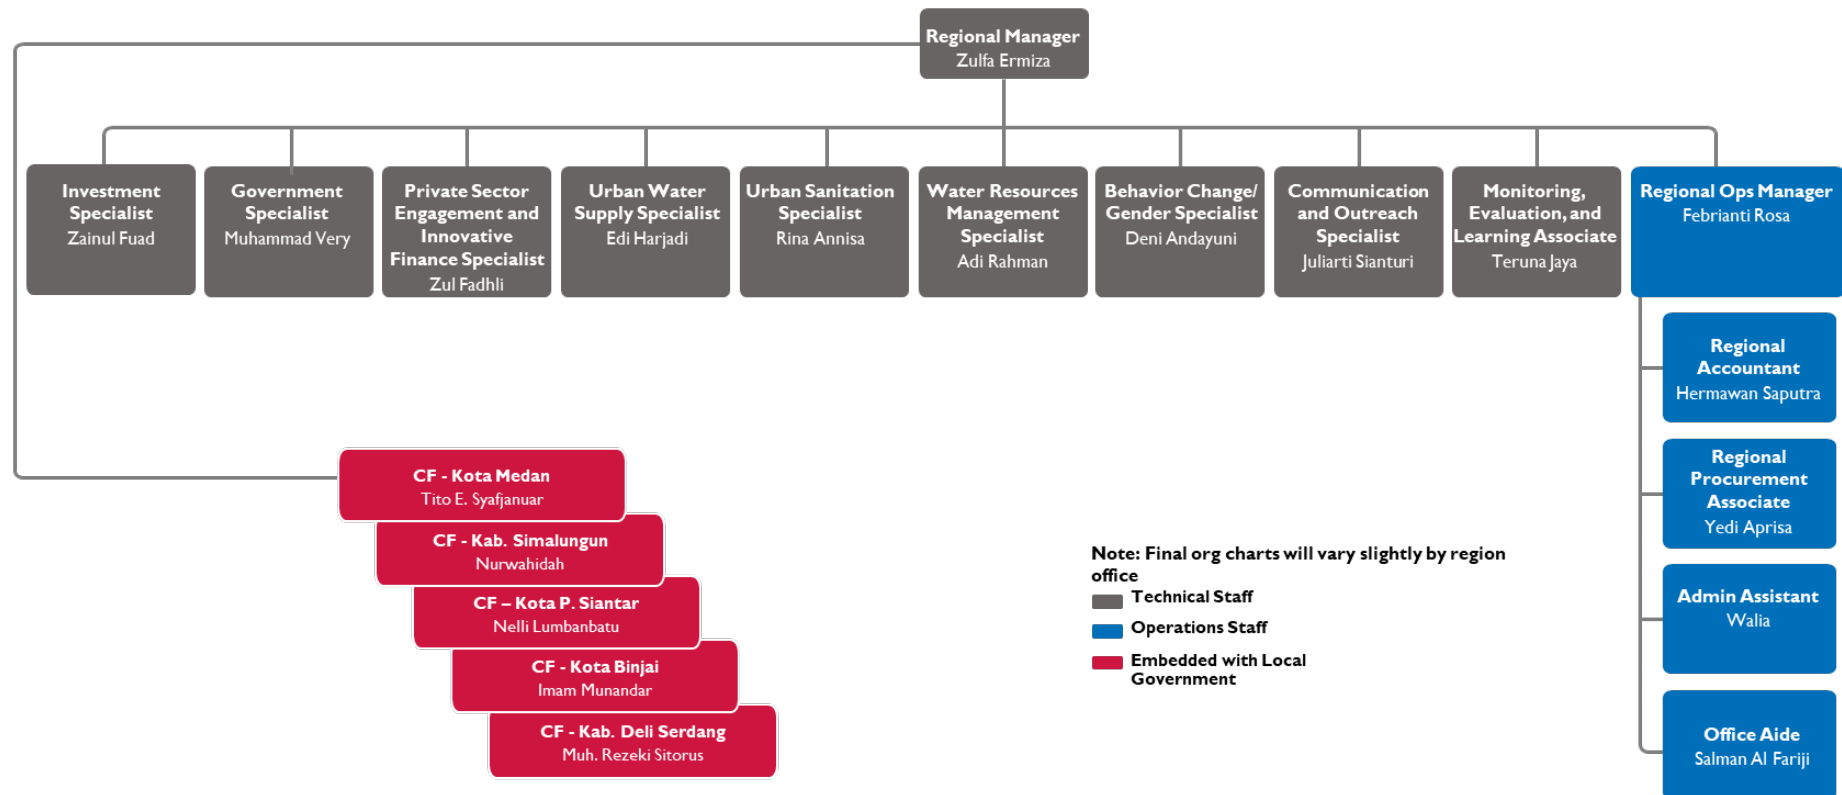 Regional Manager
Zulfa Ermiza
Investment
Specialist
Zainul Fuad
Government
Specialist
Muhammad Very
Private Sector
Engagement and
Innovative
Finance Specialist
Zul Fadhli
Urban Water
Supply Specialist
Edi Harjadi
Urban Sanitation
Specialist
Rina Annisa
Water Resources
Management
Specialist
Adi Rahman
Behavior Change/
Gender Specialist
Deni Andayuni
Communication
and Outreach
Specialist
Juliarti Sianturi
Monitoring,
Evaluation, and
Learning Associate
Teruna Jaya
Regional Ops Manager
Febrianti Rosa
Regional
Accountant
Hermawan Saputra
Regional
Procurement
Associate
Yedi Aprisa
Admin Assistant
Walia
Office Aide
Salman Al Fariji
CF - Kota Medan
Tito E. Syafjanuar
CF - Kab. Simalungun
Nurwahidah
CF – Kota P. Siantar
Nelli Lumbanbatu
CF - Kota Binjai
Imam Munandar
CF - Kab. Deli Serdang
Muh. Rezeki Sitorus
Note: Final org charts will vary slightly by region
office
Technical Staff
Operations Staff
Embedded with Local
Government